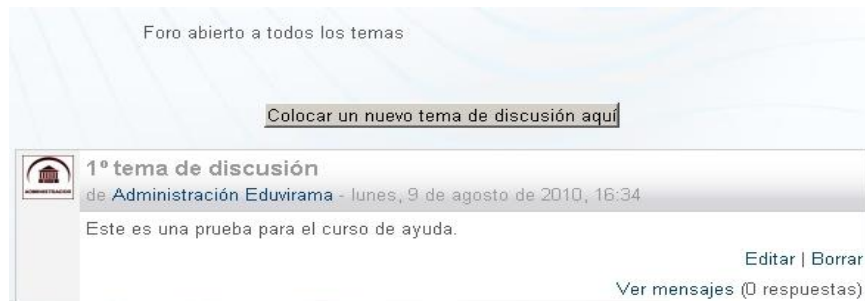 Foro abierto a todos los temas
Colocar un nuevo tema de discusión aquí
1º tema de discusión
de Administración Eduvirama - lunes, 9 de agosto de 2010, 16:34
Este es una prueba para el curso de ayuda.
Editar | Borrar
Ver mensajes (0 respuestas)